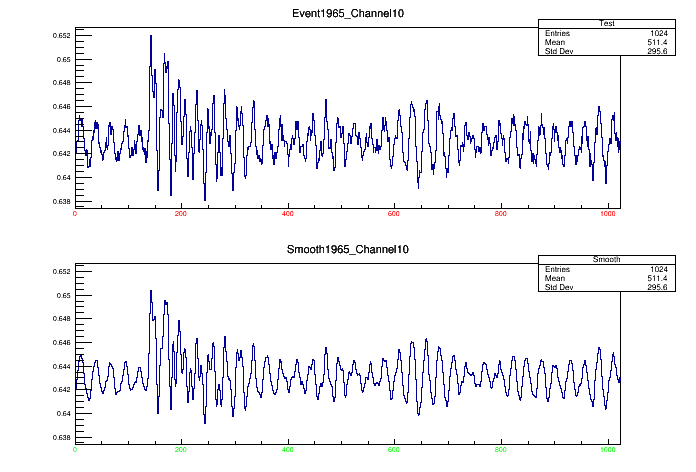 Event1965_Channel10
Test
Entries 1024
Mean 511.4
Std Dev 295.6
0.652
0.65
0.648
0.646
0.644
0.642
0.64
0.638
0 200 400 600 800 1000
Smooth1965_Channel10
Smooth
Entries 1024
Mean 511.4
Std Dev 295.6
0.652
0.65
0.648
0.646
0.644
0.642
0.64
0.638
0 200 400 600 800 1000